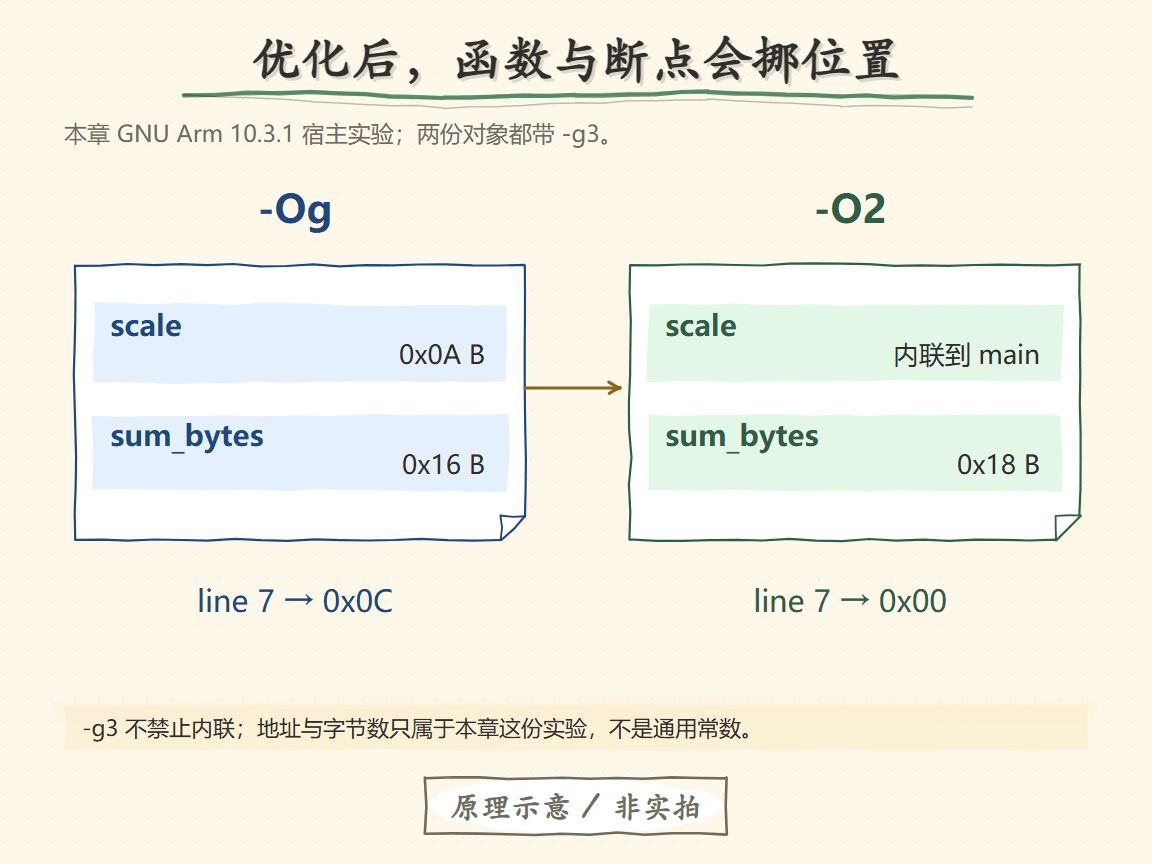 优化后，函数与断点会挪位置
本章 GNU Arm 10.3.1 宿主实验；两份对象都带 -g3。
-Og
scale
0x0A B
sum_bytes
0x16 B
line 7 → 0x0C
-O2
scale
内联到 main
sum_bytes
0x18 B
line 7 → 0x00
-g3 不禁止内联；地址与字节数只属于本章这份实验，不是通用常数。
原理示意 / 非实拍